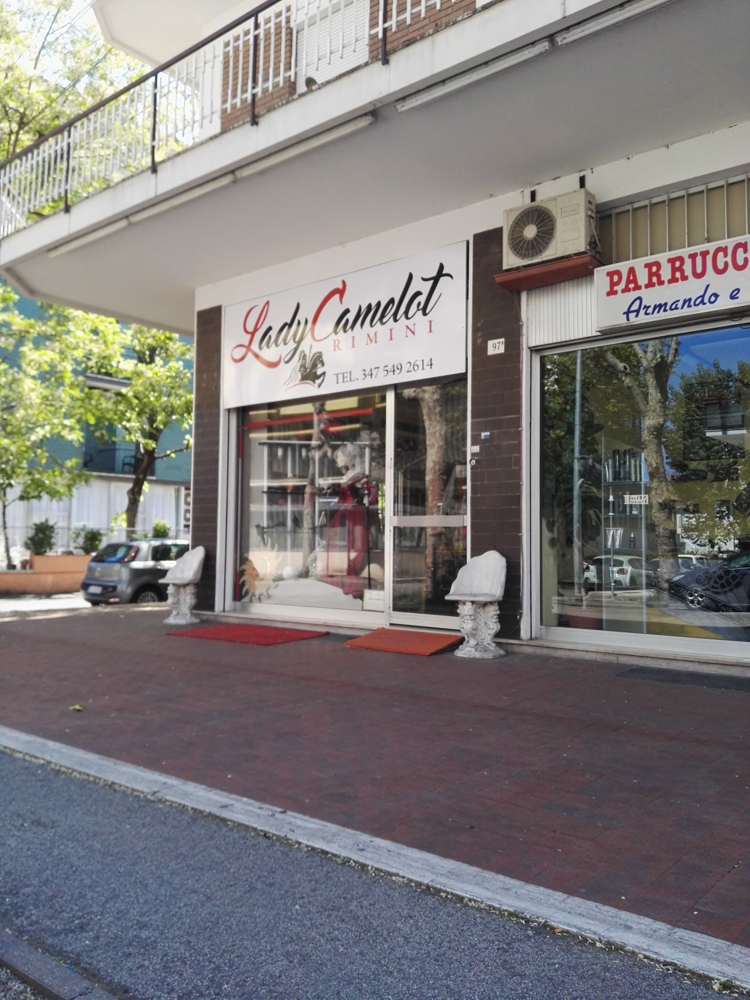 Lady Camelot
RIMINI
TEL. 347 549 2614
97
PARRUCC
Armando e